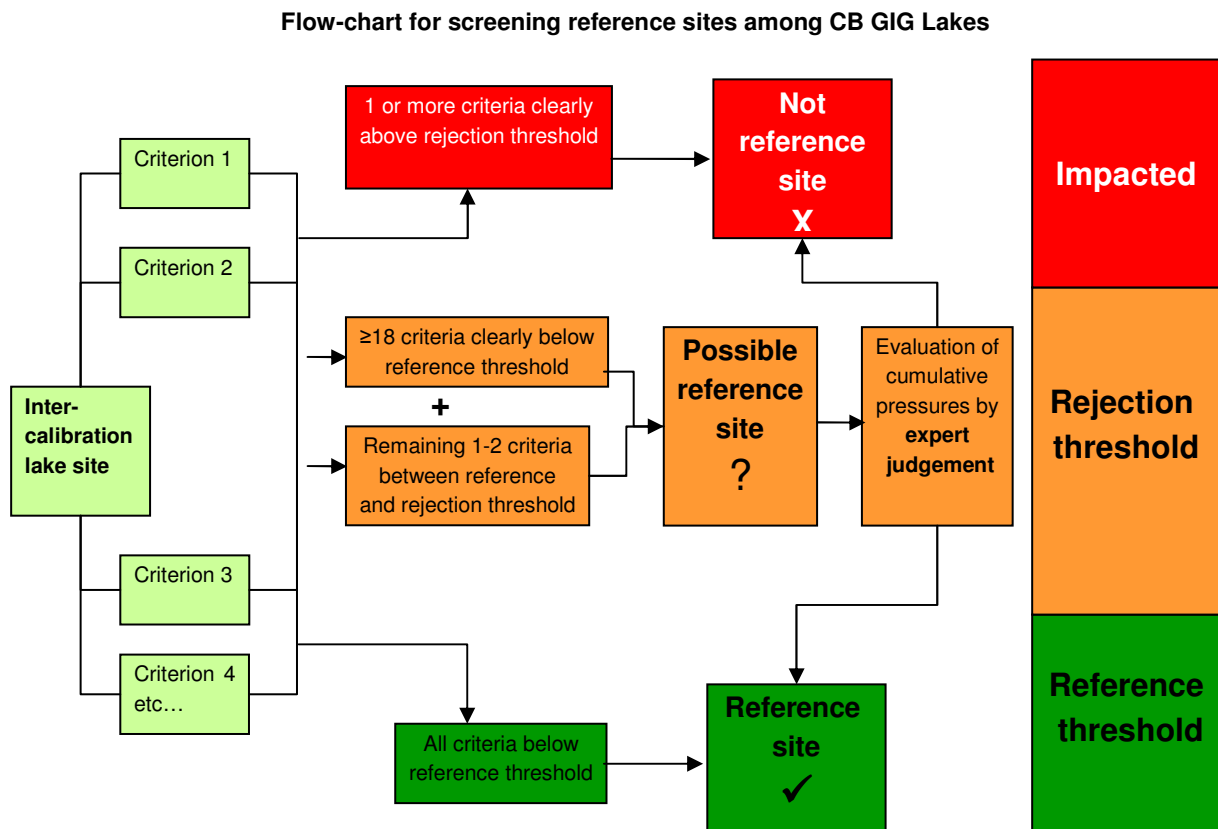 Flow-chart for screening reference sites among CB GIG Lakes
Inter-
calibration
lake site
Criterion 1
Criterion 2
Criterion 3
Criterion 4
etc…
1 or more criteria clearly
above rejection threshold
Not
reference
site
X
≥18 criteria clearly below
reference threshold
+
Remaining 1-2 criteria
between reference
and rejection threshold
Possible
reference
site
?
Evaluation of
cumulative
pressures by
expert
judgement
All criteria below
reference threshold
Reference
site
✓
Impacted
Rejection
threshold
Reference
threshold